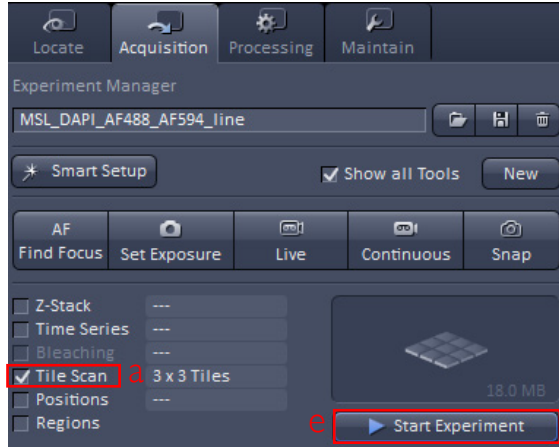 Locate Acquisition Processing Maintain
Experiment Manager
MSL_DAPI_AF488_AF594_line
Smart Setup Show all Tools New
AF
Find Focus Set Exposure Live Continuous Snap
Z-Stack ---
Time Series ---
Bleaching ---
Tile Scan a 3 x 3 Tiles
18.0 MB
Positions ---
Regions e Start Experiment